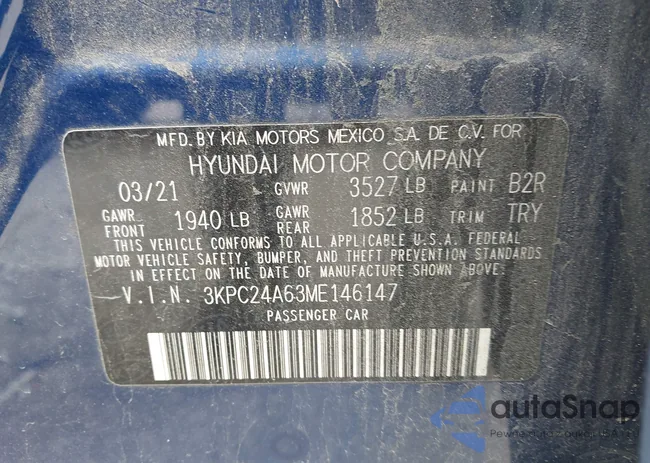 MFD. BY KIA MOTORS MEXICO S.A. DE C.V. FOR
HYUNDAI MOTOR COMPANY
03/21 GVWR 3527 LB PAINT B2R
GAWR FRONT 1940 LB GAWR REAR 1852 LB TRIM TRY
THIS VEHICLE CONFORMS TO ALL APPLICABLE U.S.A. FEDERAL
MOTOR VEHICLE SAFETY, BUMPER, AND THEFT PREVENTION STANDARDS
IN EFFECT ON THE DATE OF MANUFACTURE SHOWN ABOVE.
V.I.N. 3KPC24A63ME146147
PASSENGER CAR
autaSnap